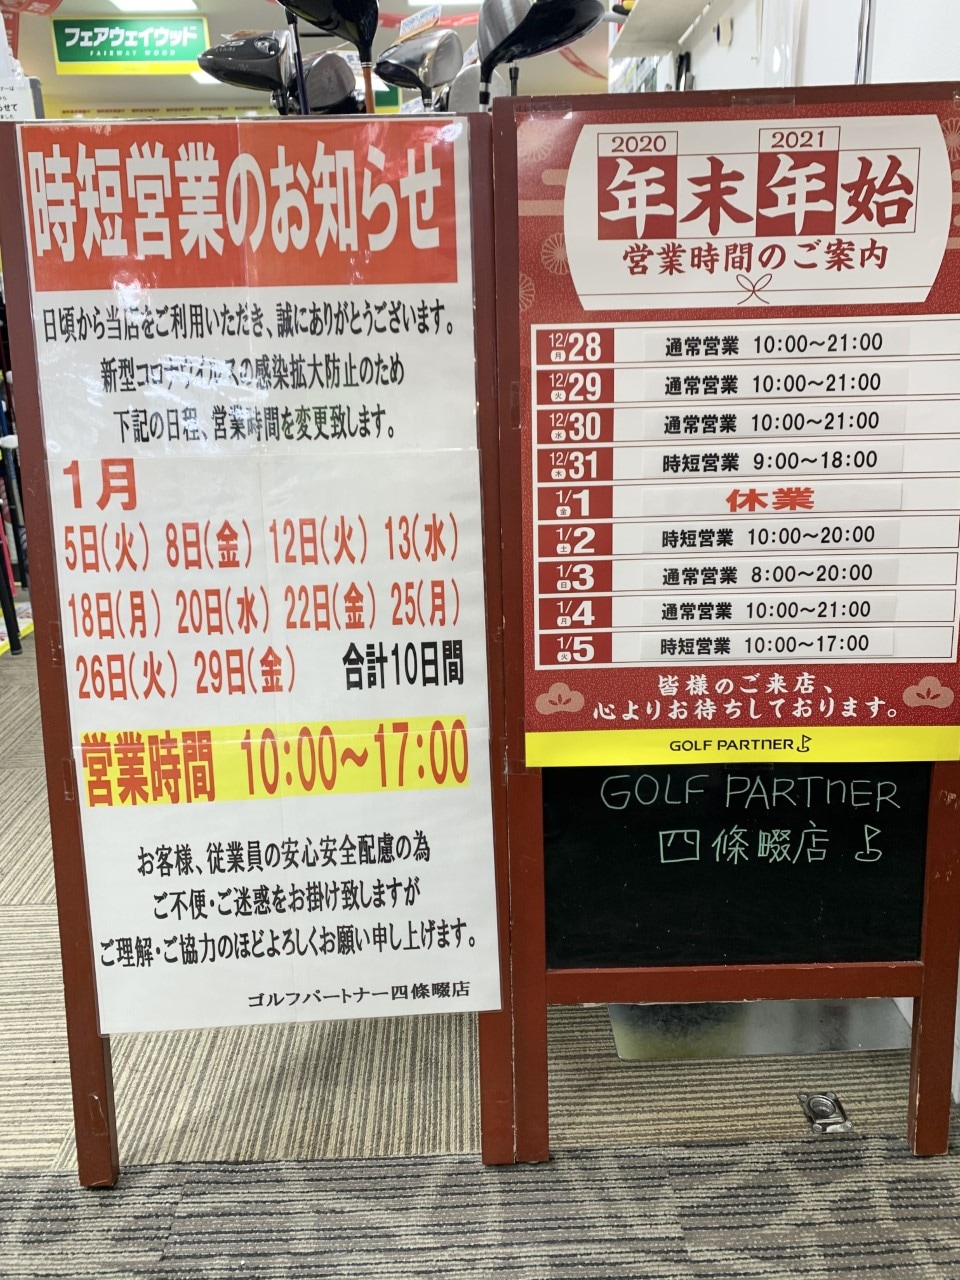 フェアウェイウッド
FAIRWAY WOOD
時短営業のお知らせ
日頃から当店をご利用いただき、誠にありがとうございます。
新型コロナウイルスの感染拡大防止のため
下記の日程、営業時間を変更致します。
1月
5日(火) 8日(金) 12日(火) 13(水)
18日(月) 20日(水) 22日(金) 25(月)
26日(火) 29日(金) 合計10日間
営業時間 10:00～17:00
お客様、従業員の安心安全配慮の為
ご不便・ご迷惑をお掛け致しますが
ご理解・ご協力のほどよろしくお願い申し上げます。
ゴルフパートナー四條畷店
2020 2021
年末年始
営業時間のご案内
12/28 月 通常営業 10:00～21:00
12/29 火 通常営業 10:00～21:00
12/30 水 通常営業 10:00～21:00
12/31 木 時短営業 9:00～18:00
1/1 金 休業
1/2 土 時短営業 10:00～20:00
1/3 日 通常営業 8:00～20:00
1/4 月 通常営業 10:00～21:00
1/5 火 時短営業 10:00～17:00
皆様のご来店、
心よりお待ちしております。
GOLF PARTNER
GOLF PARTNER
四條畷店